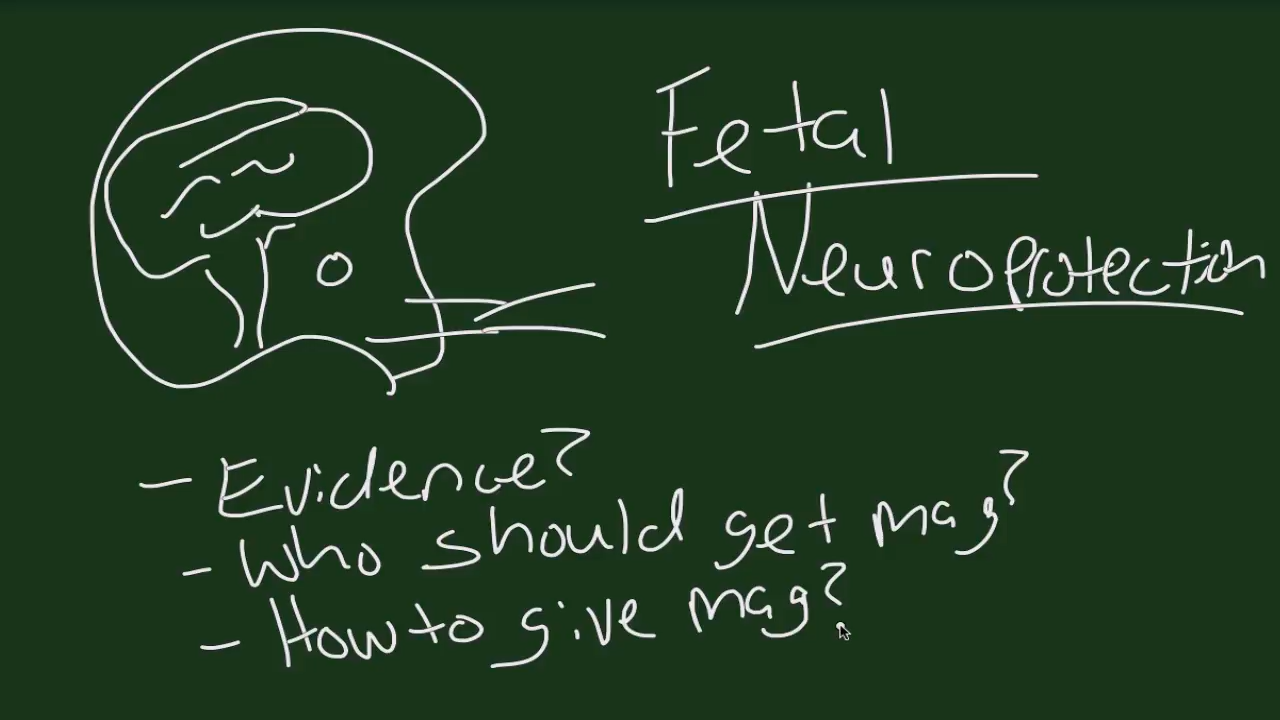 Fetal
Neuroprotection
- Evidence?
- Who should get mag?
- How to give mag?